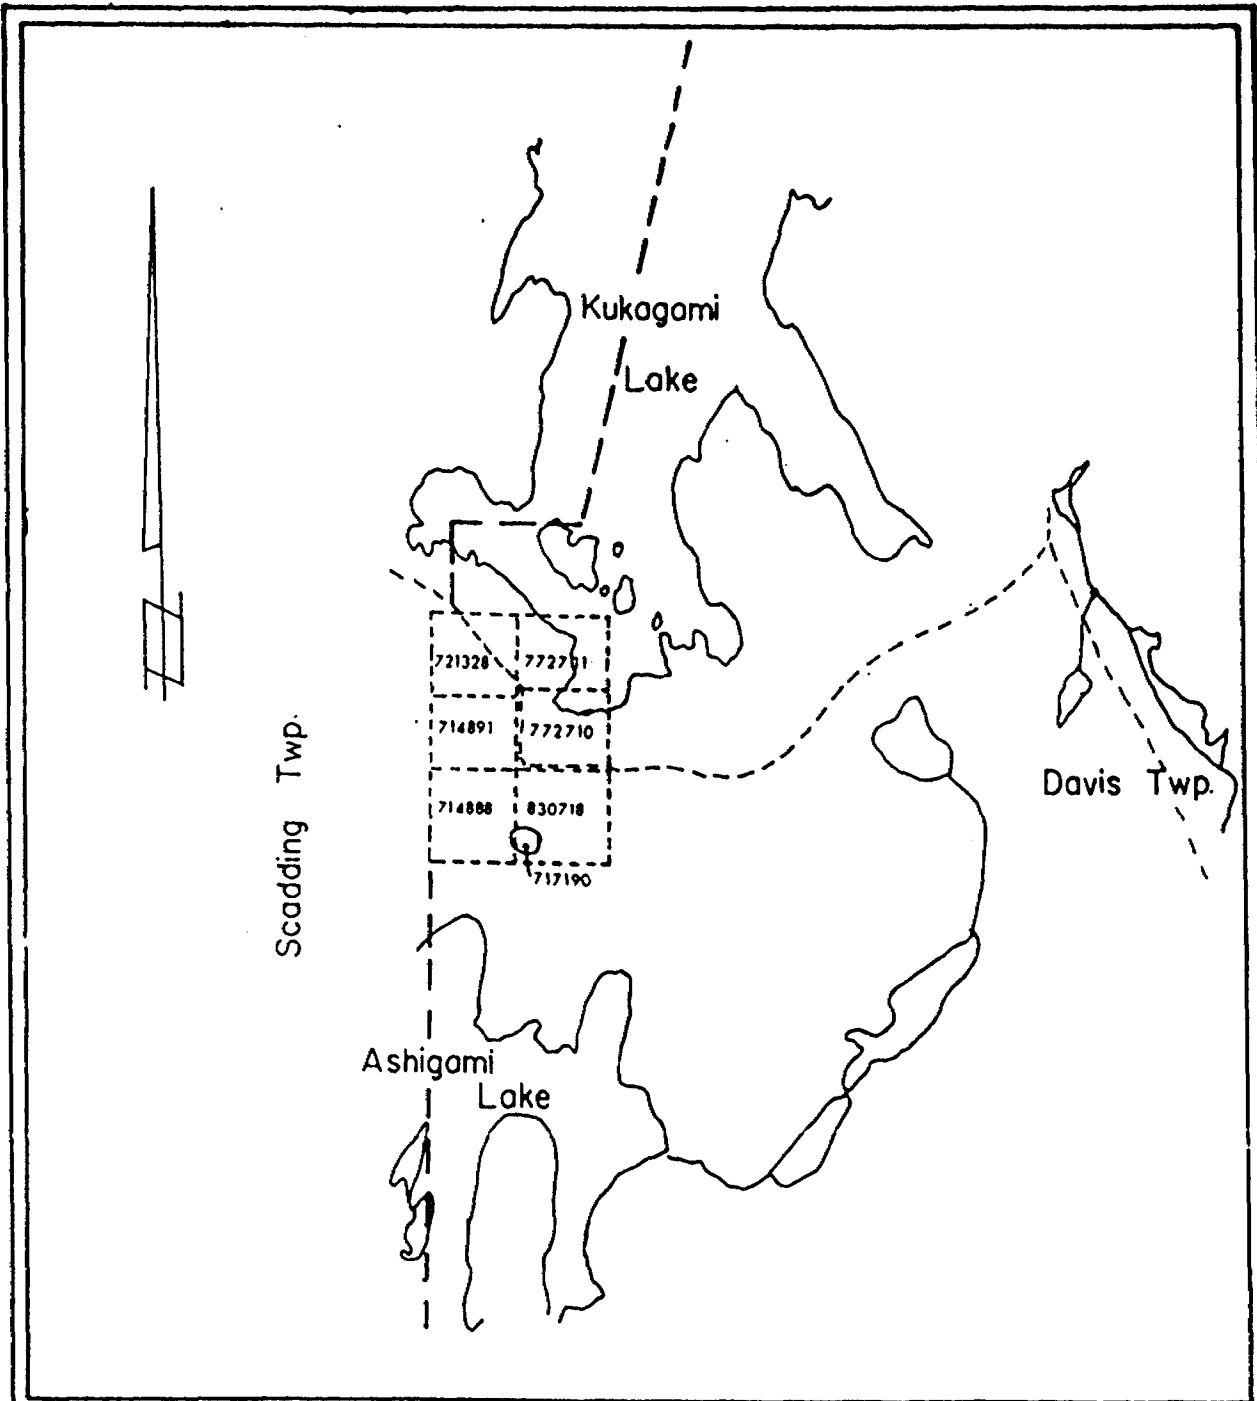 Kukagami
Lake
721328
772711
714891
772710
714888
830718
717190
Scadding Twp.
Davis Twp.
Ashigami
Lake